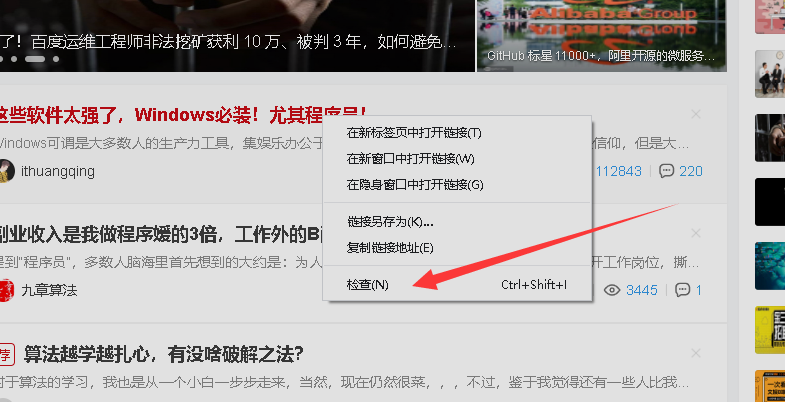 了！百度运维工程师非法挖矿获利 10 万、被判 3 年，如何避免...
Alibaba Group
GitHub 标星 11000+，阿里开源的微服务...
这些软件太强了，Windows必装！尤其程序员！
Windows可谓是大多数人的生产力工具，集娱乐办公于
信仰，但是大...
ithuangqing
112843
220
在新标签页中打开链接(T)
在新窗口中打开链接(W)
在隐身窗口中打开链接(G)
链接另存为(K)...
复制链接地址(E)
检查(N)
Ctrl+Shift+I
副业收入是我做程序媛的3倍，工作外的B
提到“程序员”，多数人脑海里首先想到的大约是：为人
开工作岗位，撕...
九章算法
3445
1
荐 算法越学越扎心，有没啥破解之法？
对于算法的学习，我也是从一个小白一步步走来，当然，现在仍然很菜，，，不过，鉴于我觉得还有一些人比我...